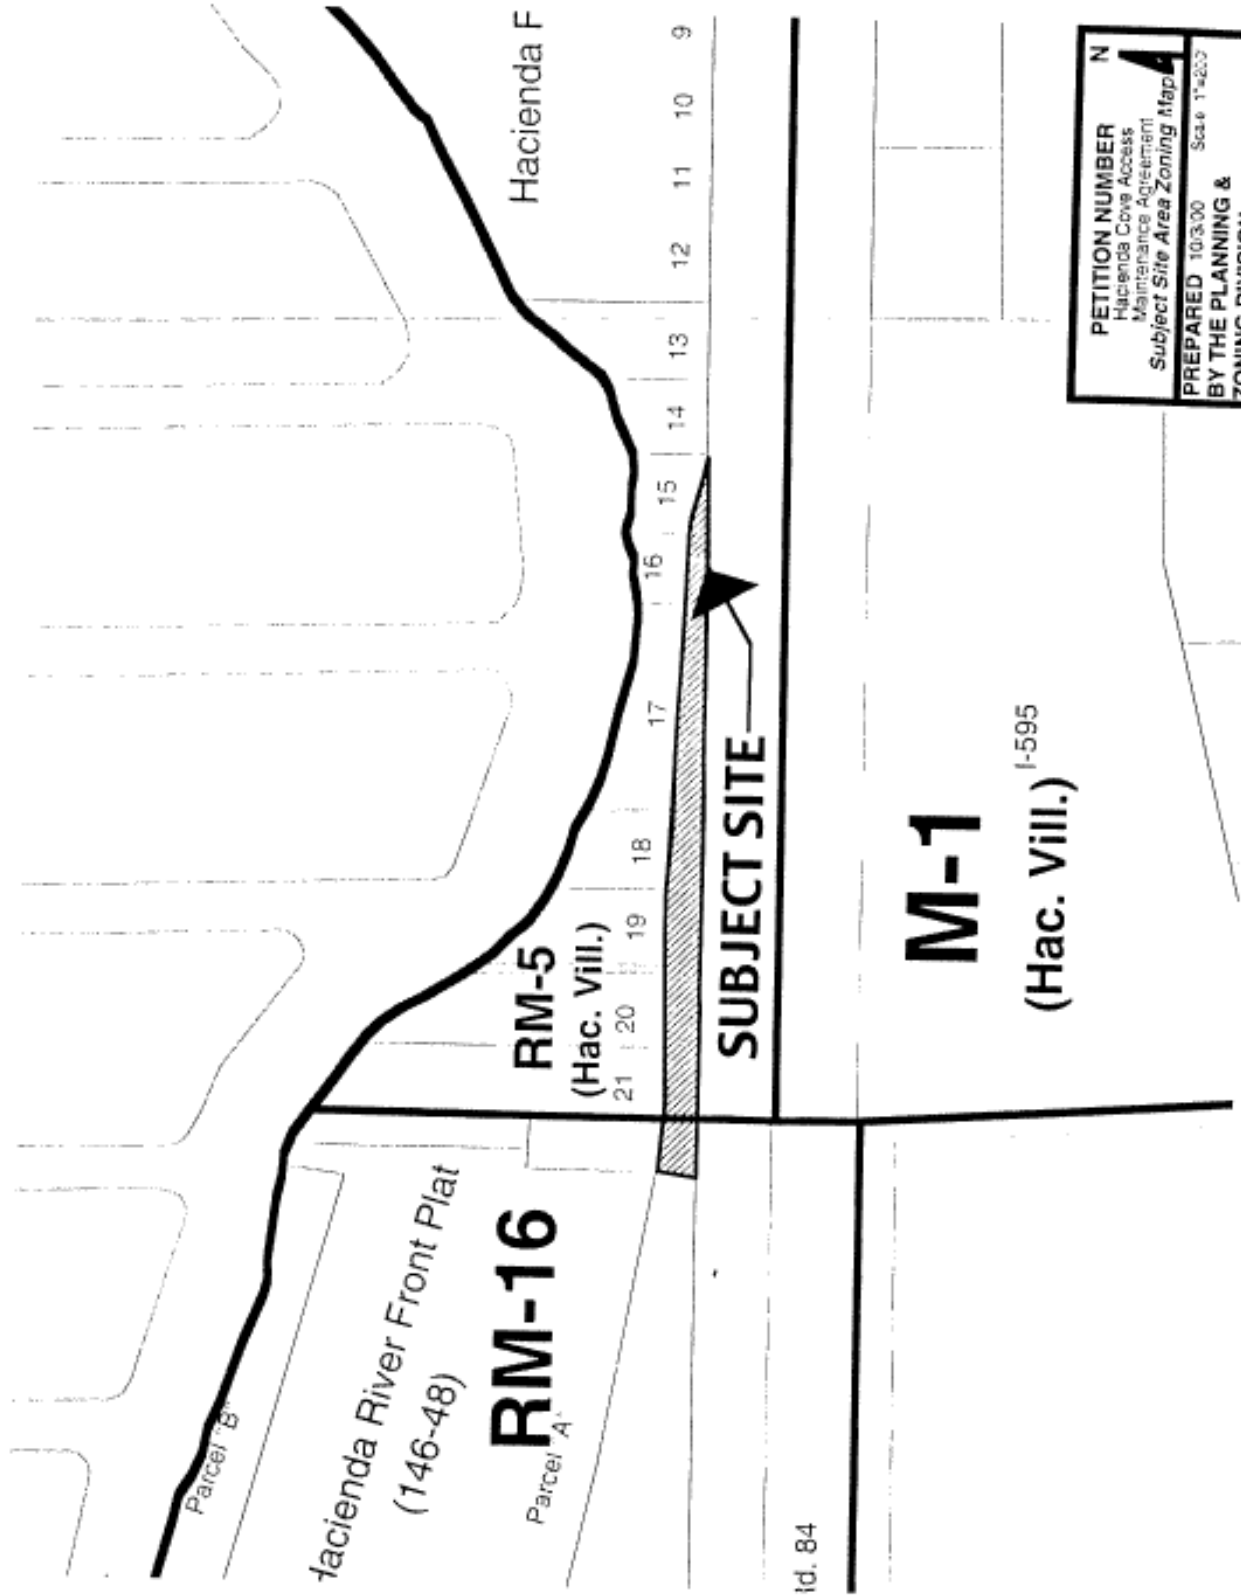 Hacienda F
9
10
11
12
13
14
15
16
17
18
19
20
21
RM-5
(Hac. Vill.)
SUBJECT SITE
M-1
(Hac. Vill.)
I-595
Parcel "B"
Hacienda River Front Plat
(146-48)
RM-16
Parcel "A"
d. 84
PETITION NUMBER
Hacienda Cove Access
Maintenance Agreement
Subject Site Area Zoning Map
N
PREPARED 10/3/00
Scale 1"=200'
BY THE PLANNING &
ZONING DIVISION